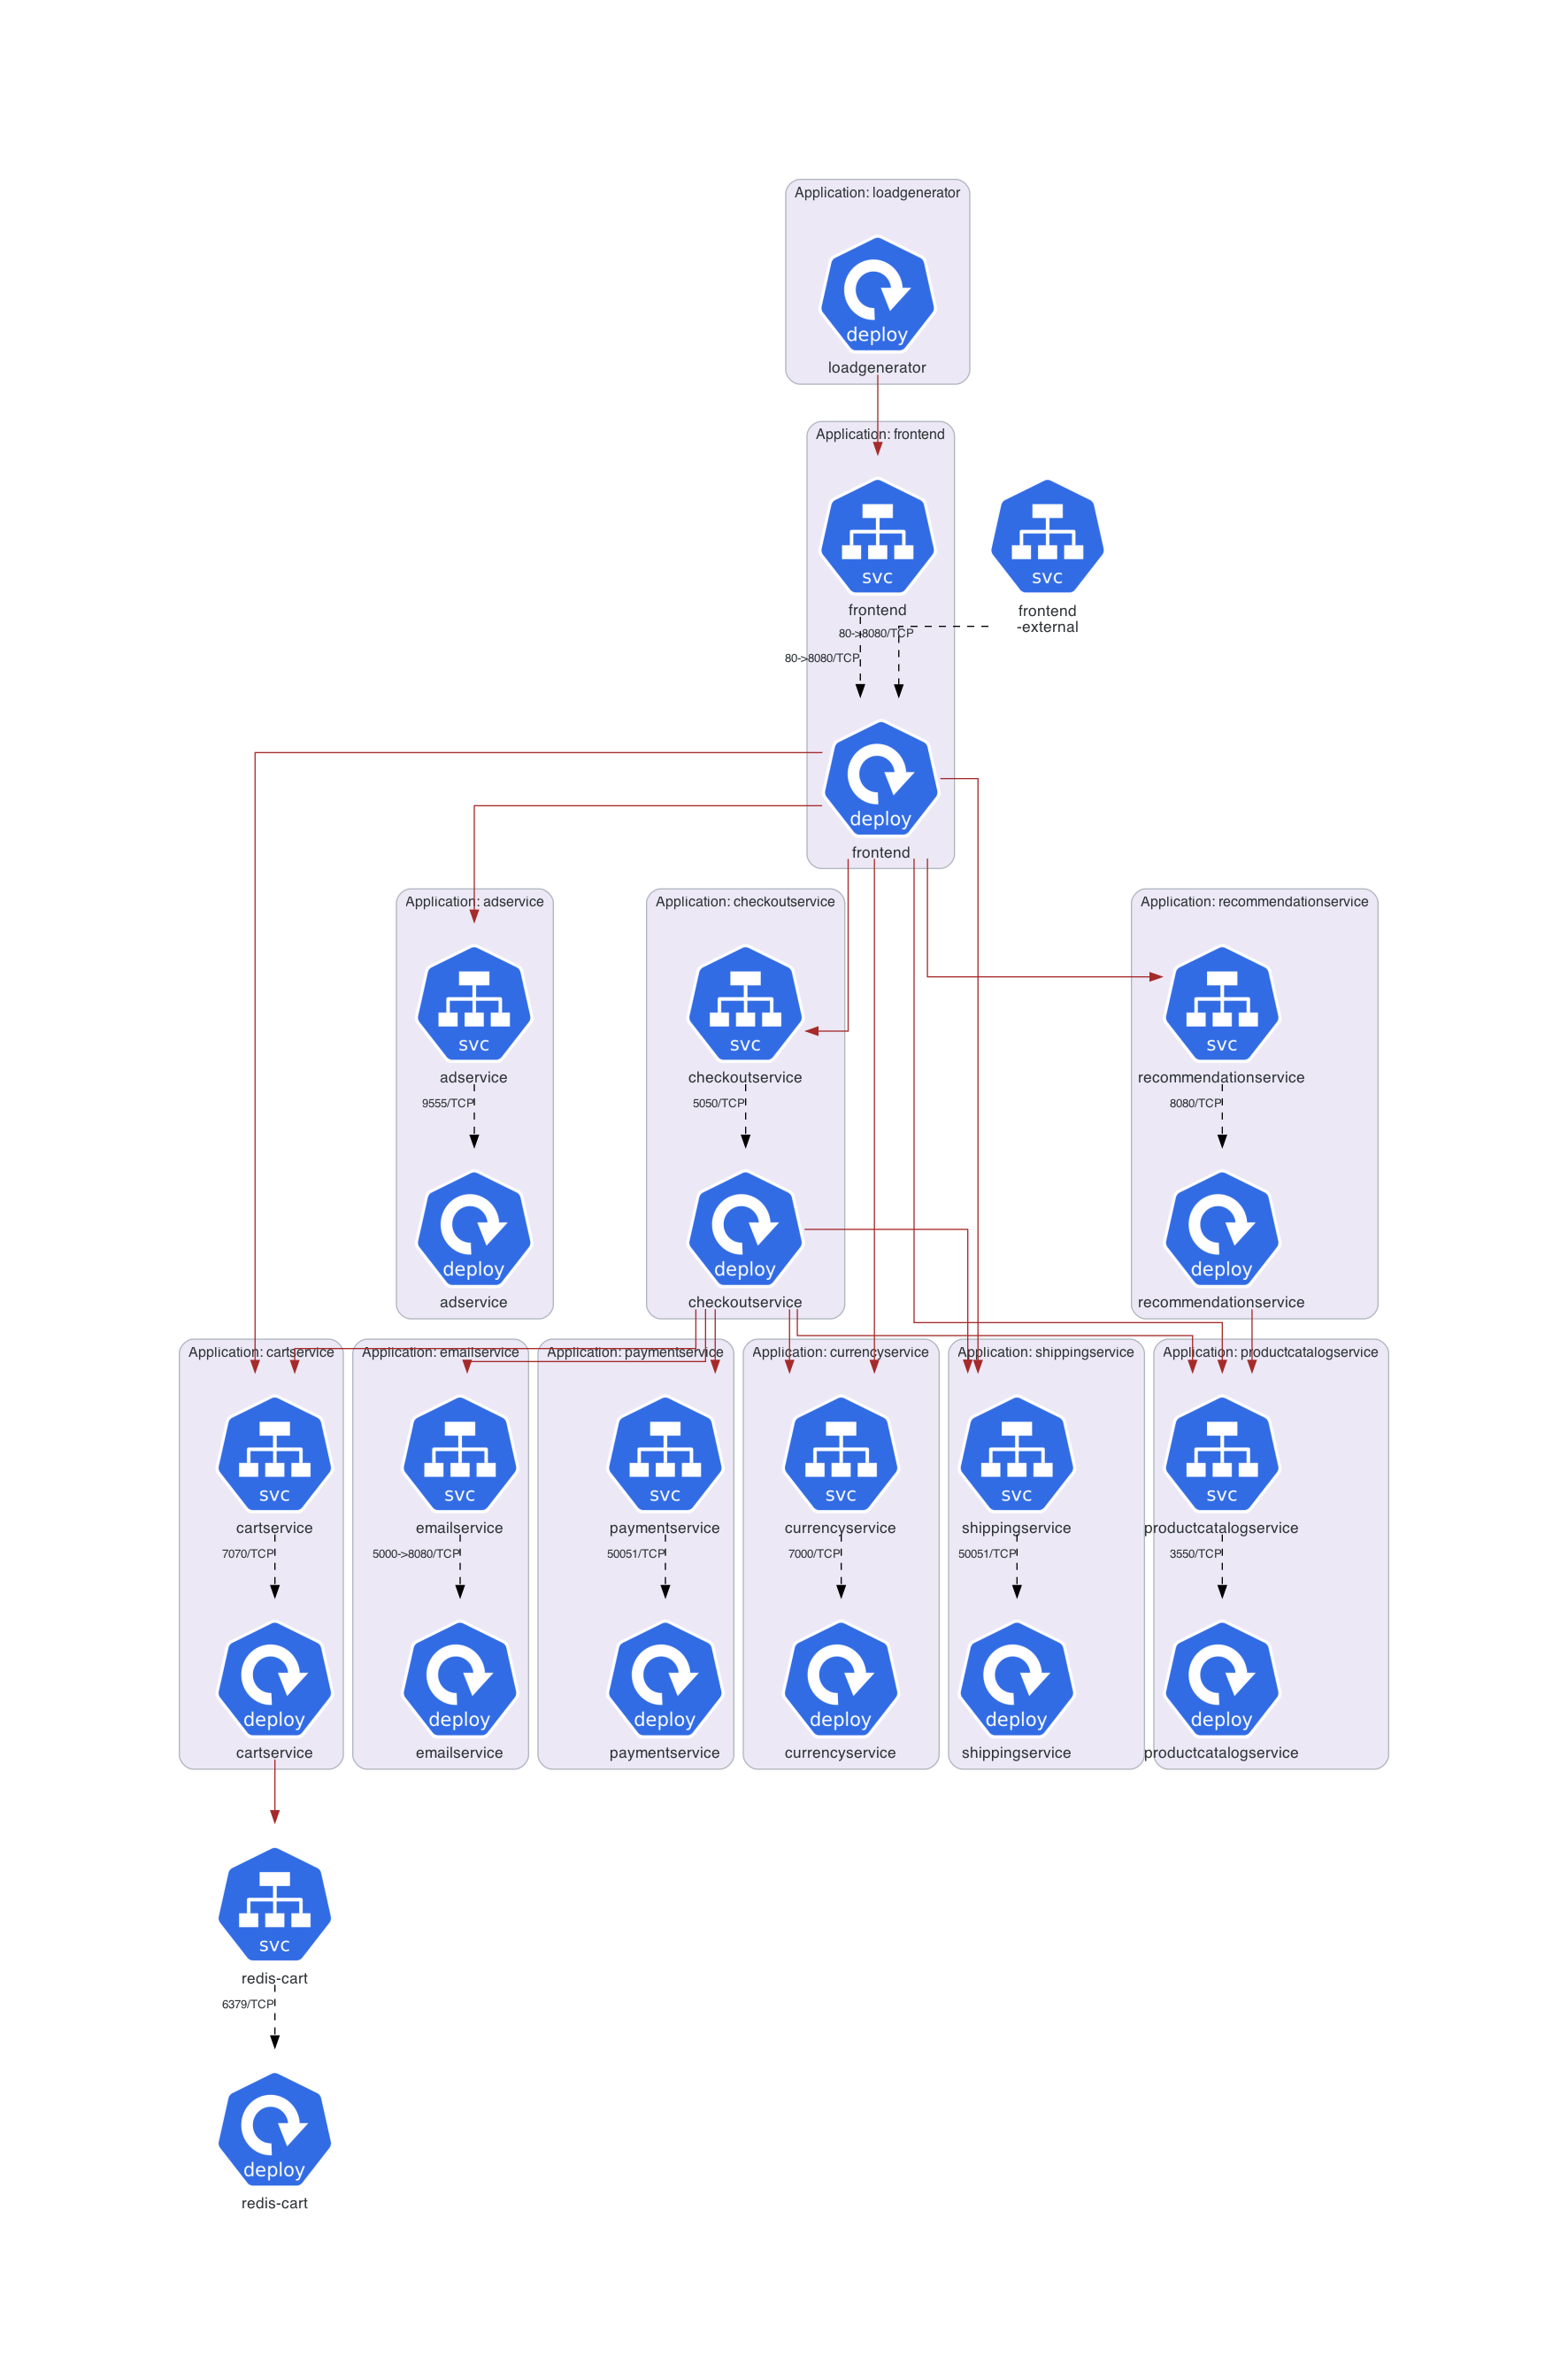 Application: loadgenerator
deploy
loadgenerator
Application: frontend
svc
frontend
svc
frontend
-external
80->8080/TCP
80->8080/TCP
deploy
frontend
Application: adservice
svc
adservice
9555/TCP
deploy
adservice
Application: checkoutservice
svc
checkoutservice
5050/TCP
deploy
checkoutservice
Application: recommendationservice
svc
recommendationservice
8080/TCP
deploy
recommendationservice
Application: cartservice
svc
cartservice
7070/TCP
deploy
cartservice
Application: emailservice
svc
emailservice
5000->8080/TCP
deploy
emailservice
Application: paymentservice
svc
paymentservice
50051/TCP
deploy
paymentservice
Application: currencyservice
svc
currencyservice
7000/TCP
deploy
currencyservice
Application: shippingservice
svc
shippingservice
50051/TCP
deploy
shippingservice
Application: productcatalogservice
svc
productcatalogservice
3550/TCP
deploy
productcatalogservice
svc
redis-cart
6379/TCP
deploy
redis-cart